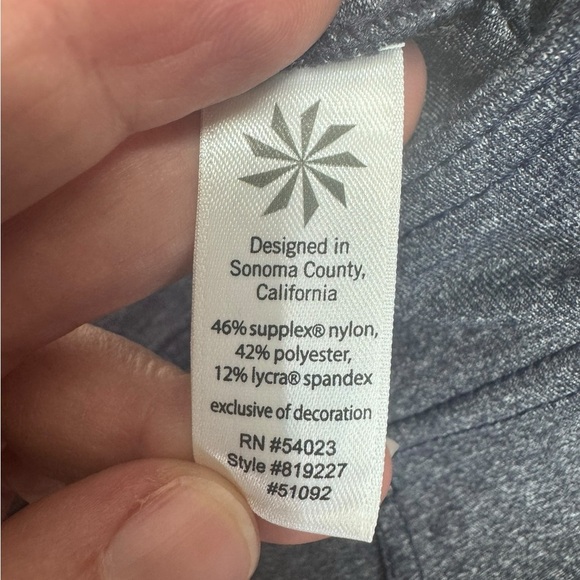 Designed in
Sonoma County,
California
46% supplex® nylon,
42% polyester,
12% lycra® spandex
exclusive of decoration
RN #54023
Style #819227
#51092